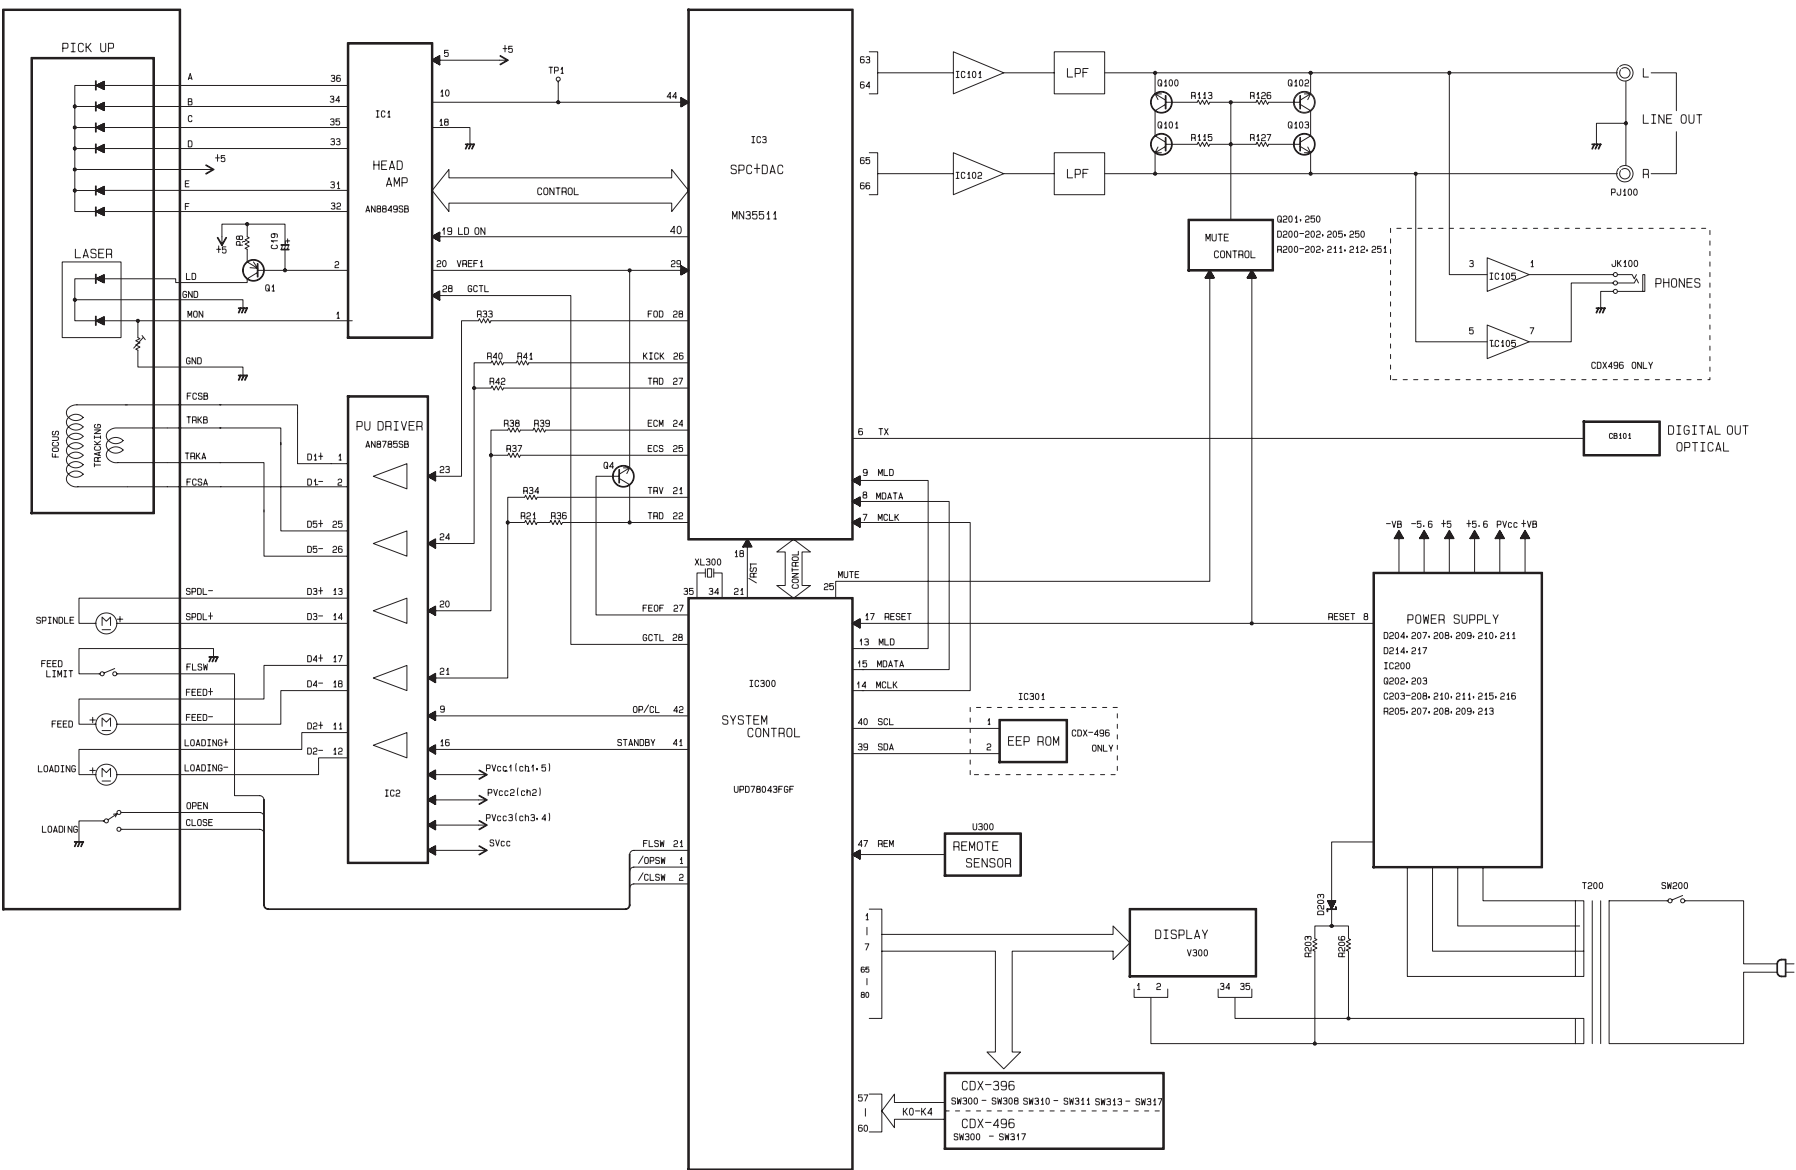 PICK UP
A
B
C
D
+5
E
F
LASER
LD
GND
MON
GND
+5
R8
C19
Q1
36
34
35
33
31
32
2
1
IC1
HEAD
AMP
AN8849SB
5
+5
10
TP1
18
CONTROL
19 LD ON
40
20 VREF1
29
28 GCTL
44
IC3
SPC+DAC
MN35511
R33
FOD 28
R40
R41
KICK 26
R42
TRD 27
R38
R39
ECM 24
R37
ECS 25
Q4
R34
TRV 21
R21
R36
TRD 22
FCSB
TRKB
TRKA
FCSA
FOCUS
TRACKING
D1+ 1
D1- 2
D5+ 25
D5- 26
SPDL-
D3+ 13
SPINDLE
M
+
SPDL+
D3- 14
FEED
LIMIT
FLSW
D4+ 17
FEED+
D4- 18
FEED
+
M
FEED-
D2+ 11
LOADING+
D2- 12
LOADING
+
M
LOADING-
OPEN
LOADING
CLOSE
PU DRIVER
AN8785SB
IC2
23
24
20
21
9
16
PVcc1(ch1.5)
PVcc2(ch2)
PVcc3(ch3.4)
SVcc
XL300
35
34
21
18
/RST
CONTROL
25
MUTE
FEOF 27
GCTL 28
OP/CL 42
STANDBY 41
FLSW 21
/OPSW 1
/CLSW 2
IC300
SYSTEM
CONTROL
UPD78043FGF
63
64
IC101
LPF
65
66
IC102
LPF
Q100
R113
R126
Q102
Q101
R115
R127
Q103
L
LINE OUT
R
PJ100
MUTE
CONTROL
Q201.250
D200-202.205.250
R200-202.211.212.251
3
IC105
1
JK100
PHONES
5
IC105
7
CDX496 ONLY
6 TX
CB101
DIGITAL OUT
OPTICAL
9 MLD
8 MDATA
7 MCLK
17 RESET
13 MLD
15 MDATA
14 MCLK
40 SCL
39 SDA
IC301
1
2
EEP ROM
CDX-496
ONLY
47 REM
U300
REMOTE
SENSOR
-VB
-5.6
+5
+5.6
PVcc
+VB
RESET 8
POWER SUPPLY
D204.207.208.209.210.211
D214.217
IC200
Q202.203
C203-208.210.211.215.216
R205.207.208.209.213
1
|
7
65
|
80
DISPLAY
V300
1
2
34
35
D203
R203
R206
T200
SW200
57
|
60
K0-K4
CDX-396
SW300 - SW308 SW310 - SW311 SW313 - SW317
CDX-496
SW300 - SW317